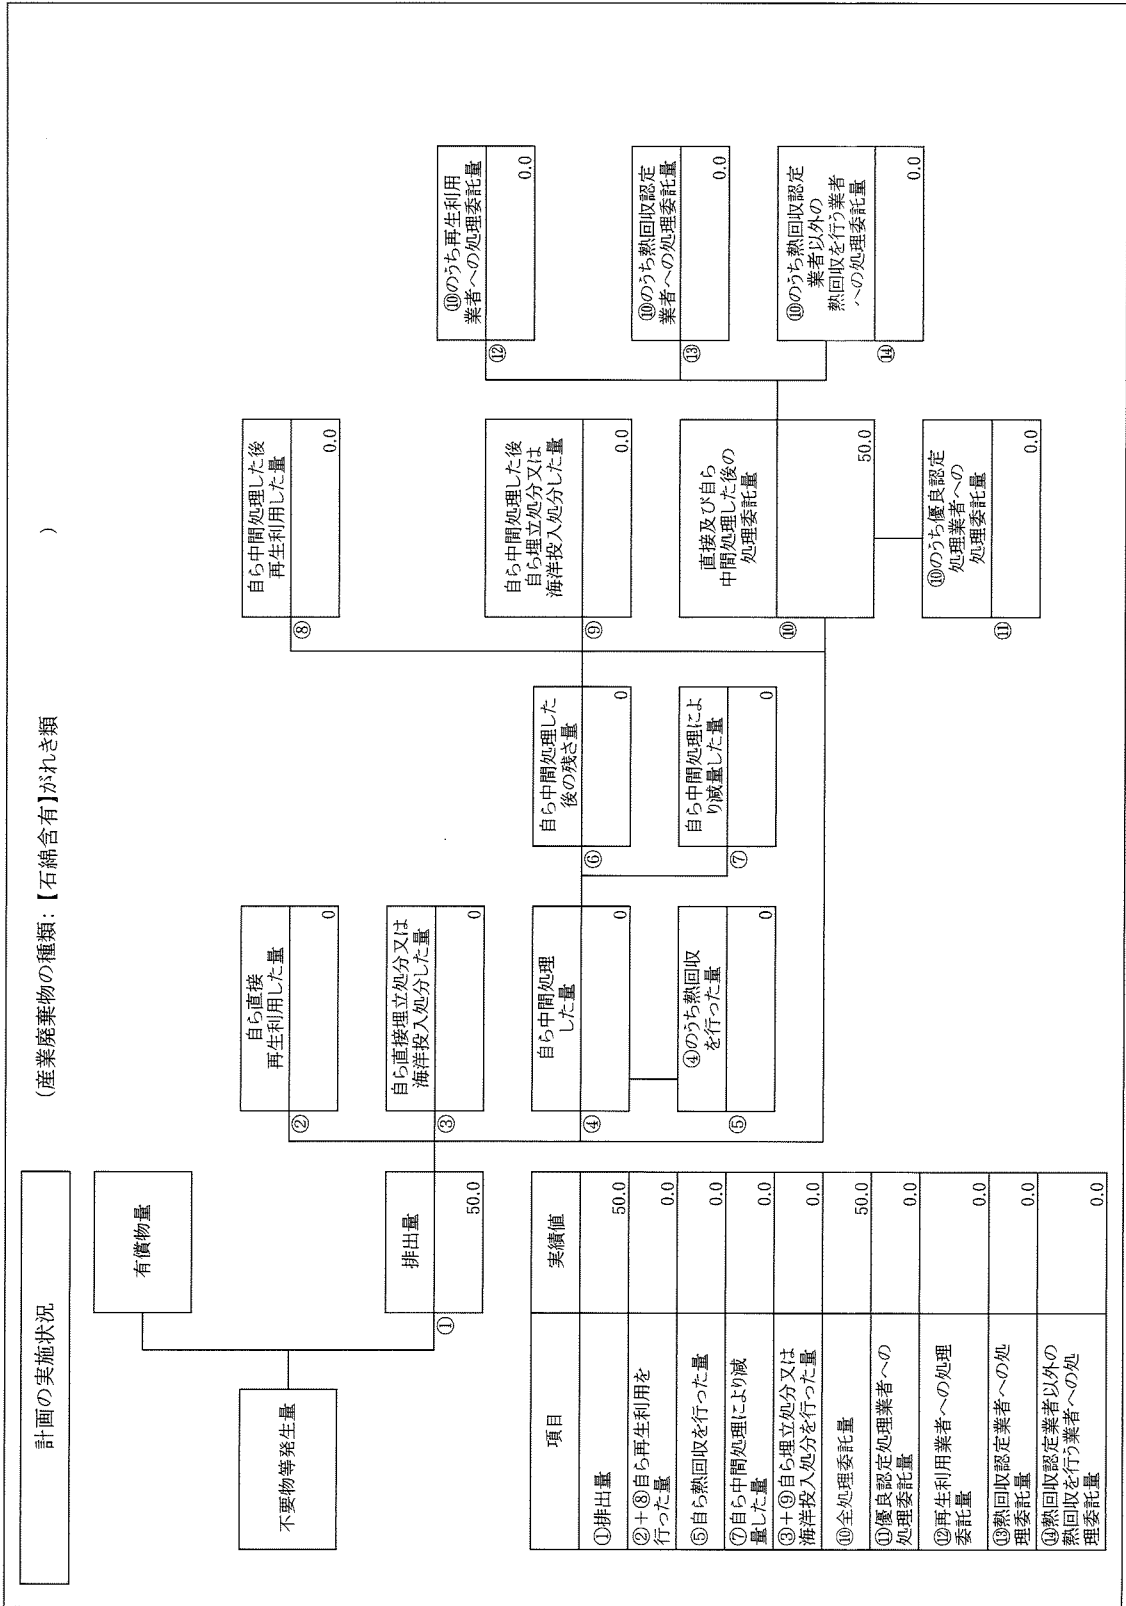 計画の実施状況
（産業廃棄物の種類：【石綿含有】がれき類　）
不要物等発生量
有償物量
①
排出量
50.0
②
自ら直接
再生利用した量
0
③
自ら直接埋立処分又は
海洋投入処分した量
0
④
自ら中間処理
した量
0
⑤
④のうち熱回収
を行った量
0
⑥
自ら中間処理した
後の残さ量
0
⑦
自ら中間処理によ
り減量した量
0
⑧
自ら中間処理した後
再生利用した量
0.0
⑨
自ら中間処理した後
自ら埋立処分又は
海洋投入処分した量
0.0
⑩
直接及び自ら
中間処理した後の
処理委託量
50.0
⑪
⑩のうち優良認定
処理業者への
処理委託量
0.0
⑫
⑩のうち再生利用
業者への処理委託量
0.0
⑬
⑩のうち熱回収認定
業者への処理委託量
0.0
⑭
⑩のうち熱回収認定
業者以外の
熱回収を行う業者
への処理委託量
0.0
項目 実績値
①排出量 50.0
②＋⑧自ら再生利用を
行った量 0.0
⑤自ら熱回収を行った量 0.0
⑦自ら中間処理により減
量した量 0.0
③＋⑨自ら埋立処分又は
海洋投入処分を行った量 0.0
⑩全処理委託量 50.0
⑪優良認定処理業者への
処理委託量 0.0
⑫再生利用業者への処理
委託量 0.0
⑬熱回収認定業者への処
理委託量 0.0
⑭熱回収認定業者以外の
熱回収を行う業者への処
理委託量 0.0